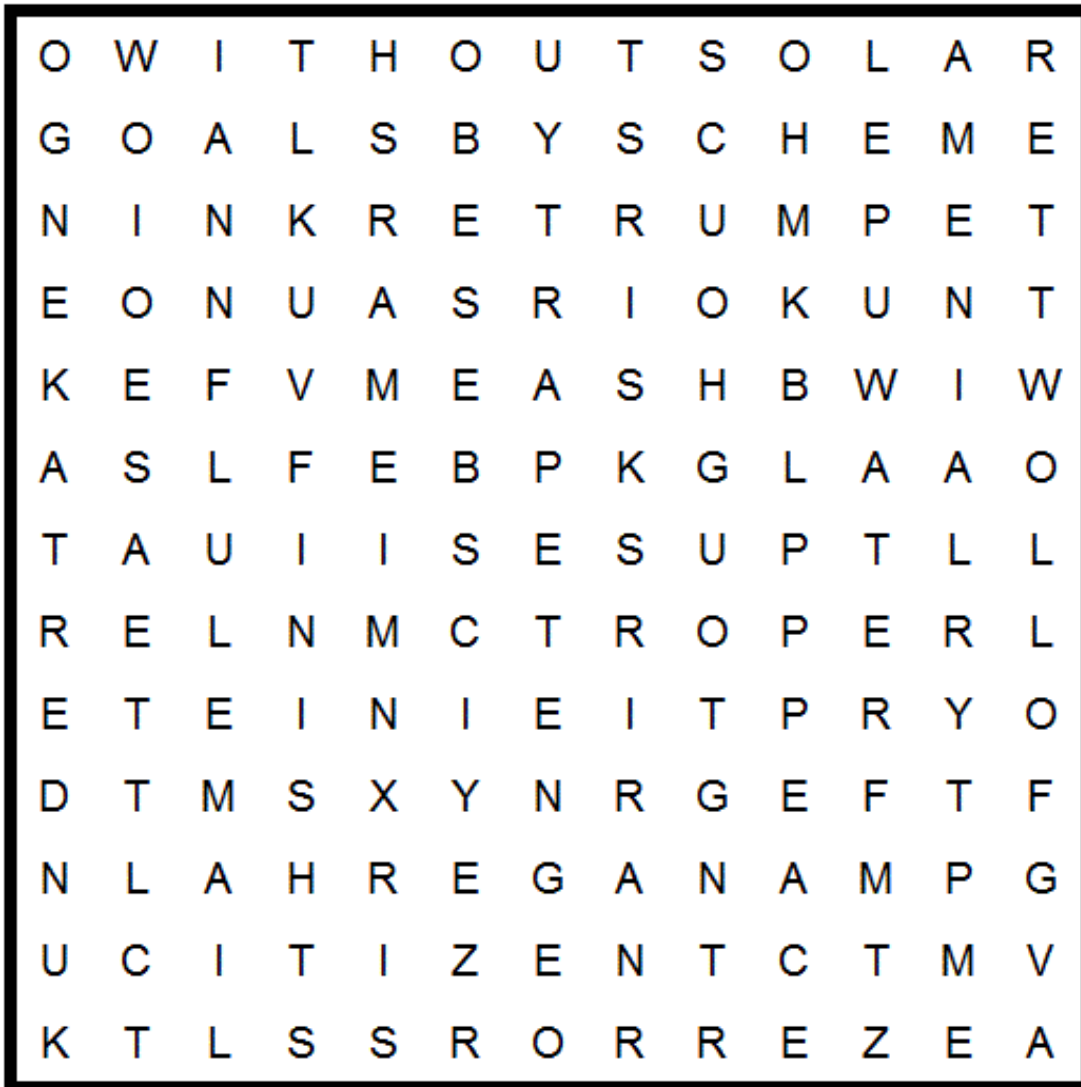 O W I T H O U T S O L A R
G O A L S B Y S C H E M E
N I N K R E T R U M P E T
E O N U A S R I O K U N T
K E F V M E A S H B W I W
A S L F E B P K G L A A O
T A U I I S E S U P T L L
R E L N M C T R O P E R L
E T E I N I E I T P R Y O
D T M S X Y N R G E F T F
N L A H R E G A N A M P G
U C I T I Z E N T C T M V
K T L S S R O R R E Z E A